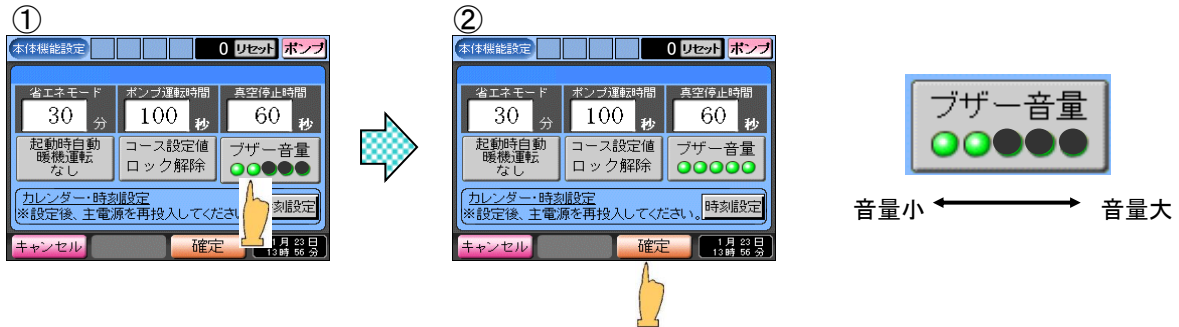 ①
本体機能設定 0 リセット ポンプ
省エネモード ポンプ運転時間 真空停止時間
30 分 100 秒 60 秒
起動時自動
暖機運転
なし
コース設定値
ロック解除
ブザー音量
カレンダー・時刻設定
※設定後、主電源を再投入してくださ
刻設定
キャンセル 確定 1月 23日
13時 56分
②
本体機能設定 0 リセット ポンプ
省エネモード ポンプ運転時間 真空停止時間
30 分 100 秒 60 秒
起動時自動
暖機運転
なし
コース設定値
ロック解除
ブザー音量
カレンダー・時刻設定
※設定後、主電源を再投入してください。
時刻設定
キャンセル 確定 1月 23日
13時 56分
ブザー音量
音量小 音量大